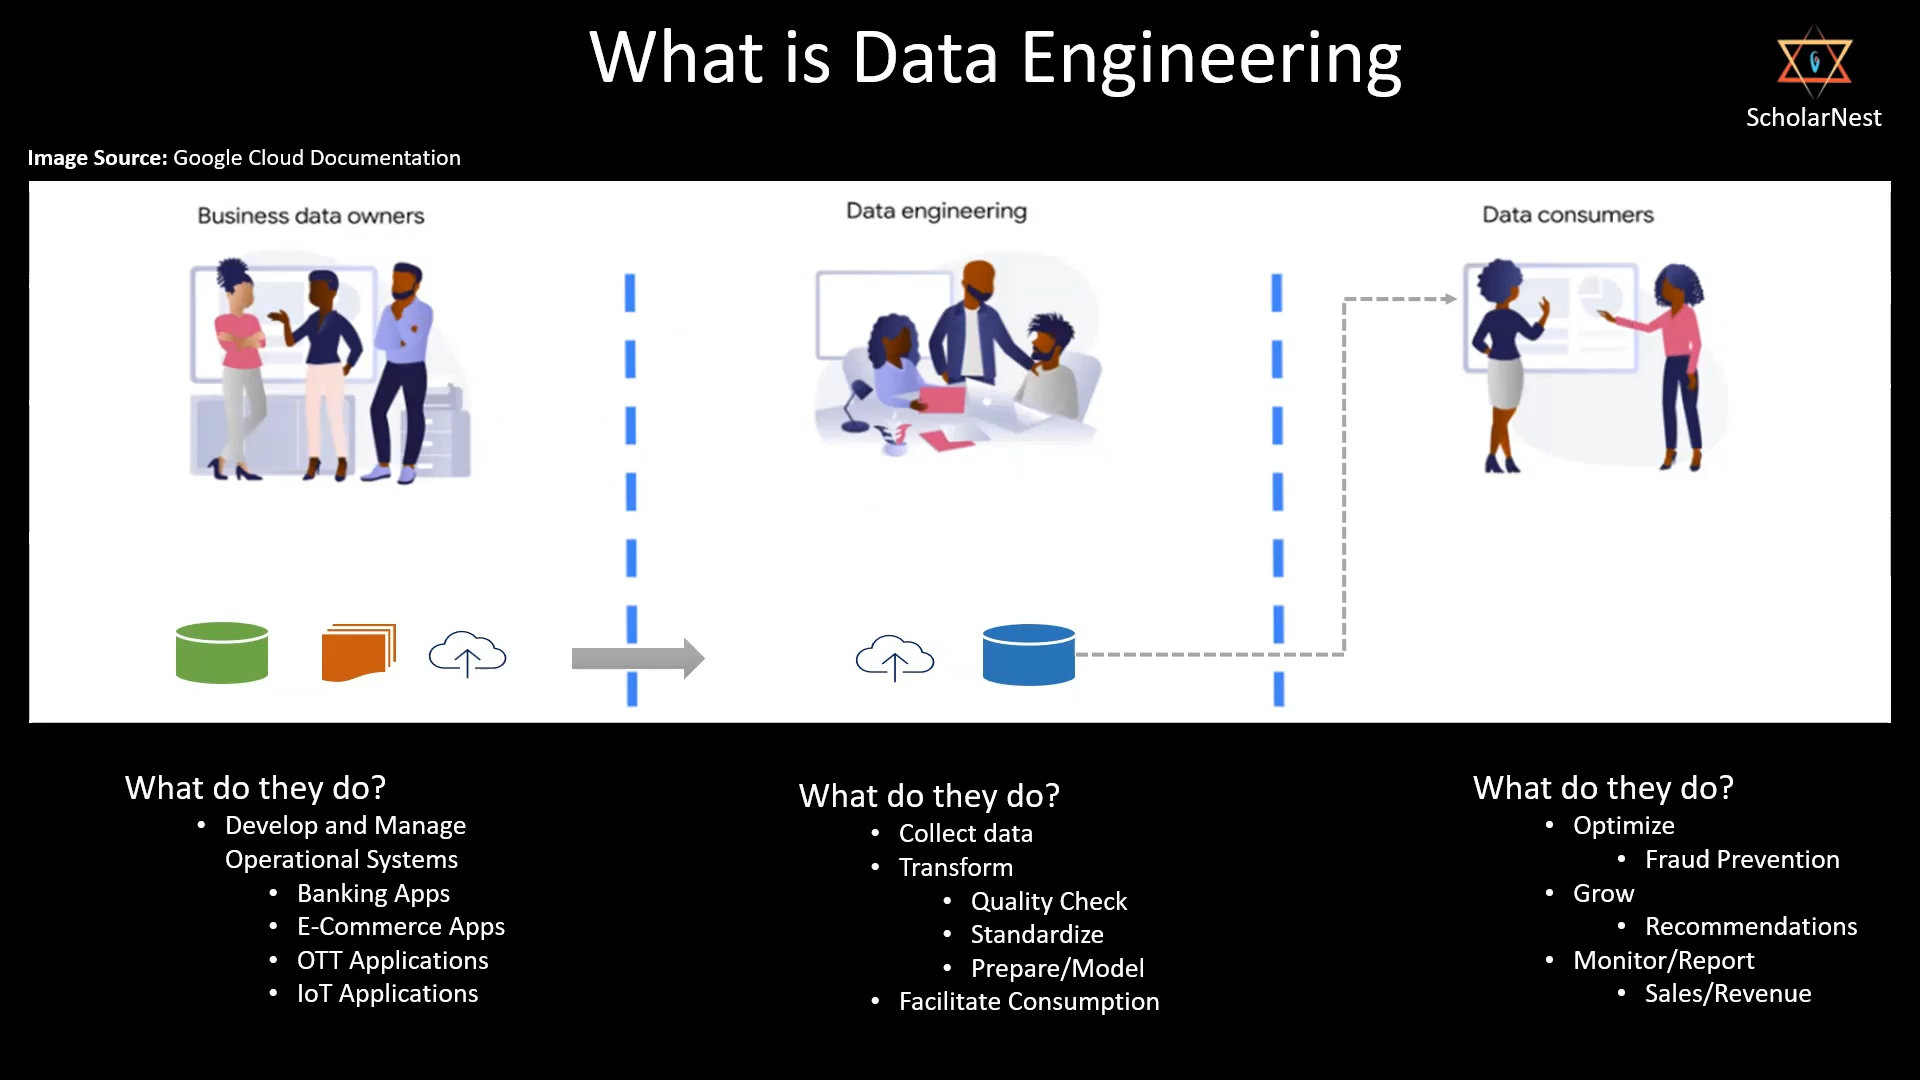 What is Data Engineering
ScholarNest
Image Source: Google Cloud Documentation
Business data owners
Data engineering
Data consumers
What do they do?
• Develop and Manage
Operational Systems
• Banking Apps
• E-Commerce Apps
• OTT Applications
• IoT Applications
What do they do?
• Collect data
• Transform
• Quality Check
• Standardize
• Prepare/Model
• Facilitate Consumption
What do they do?
• Optimize
• Fraud Prevention
• Grow
• Recommendations
• Monitor/Report
• Sales/Revenue